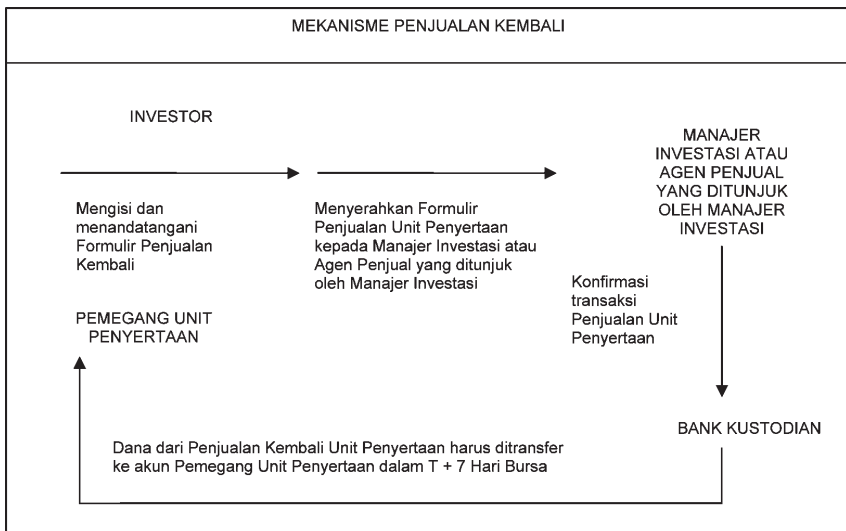 MEKANISME PENJUALAN KEMBALI
INVESTOR
Mengisi dan
menandatangani
Formulir Penjualan
Kembali
Menyerahkan Formulir
Penjualan Unit Penyertaan
kepada Manajer Investasi atau
Agen Penjual yang ditunjuk
oleh Manajer Investasi
MANAJER
INVESTASI ATAU
AGEN PENJUAL
YANG DITUNJUK
OLEH MANAJER
INVESTASI
Konfirmasi
transaksi
Penjualan Unit
Penyertaan
PEMEGANG UNIT
PENYERTAAN
BANK KUSTODIAN
Dana dari Penjualan Kembali Unit Penyertaan harus ditransfer
ke akun Pemegang Unit Penyertaan dalam T + 7 Hari Bursa